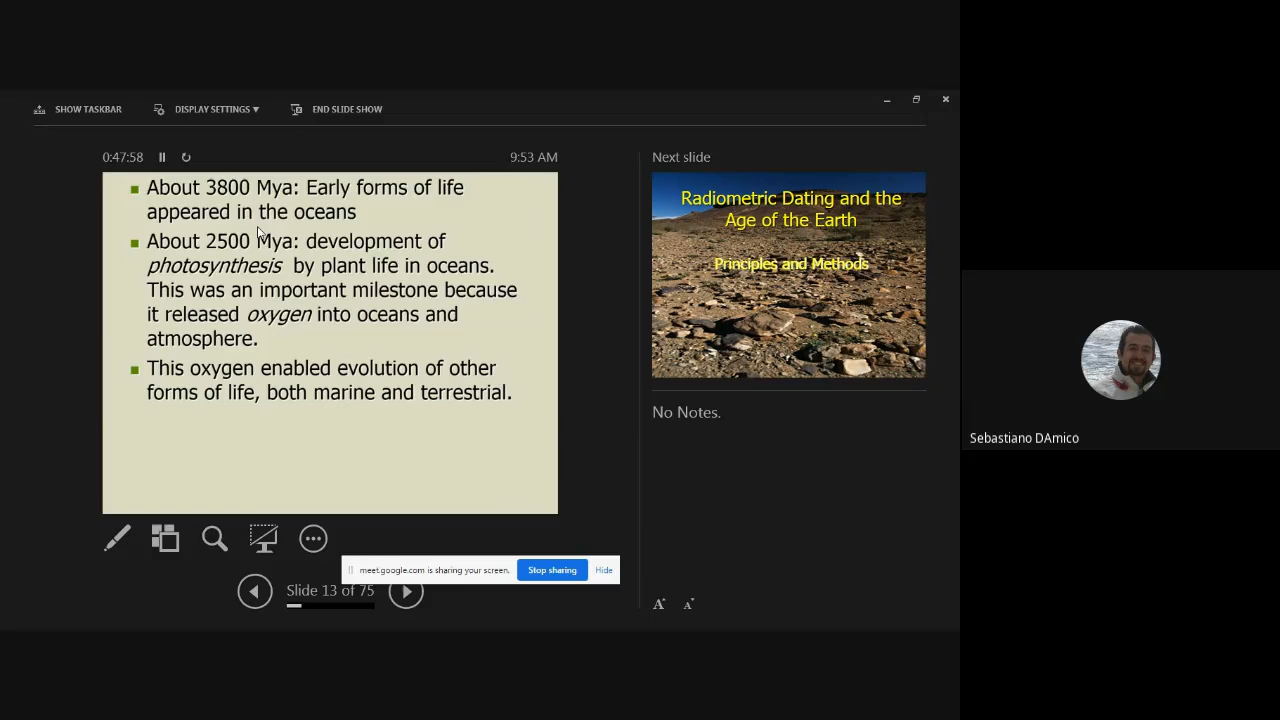 SHOW TASKBAR
DISPLAY SETTINGS
END SLIDE SHOW
0:47:58
9:53 AM
About 3800 Mya: Early forms of life
appeared in the oceans
About 2500 Mya: development of
photosynthesis by plant life in oceans.
This was an important milestone because
it released oxygen into oceans and
atmosphere.
This oxygen enabled evolution of other
forms of life, both marine and terrestrial.
Next slide
Radiometric Dating and the
Age of the Earth
Principles and Methods
No Notes.
meet.google.com is sharing your screen.
Stop sharing
Hide
Slide 13 of 75
A A
Sebastiano DAmico